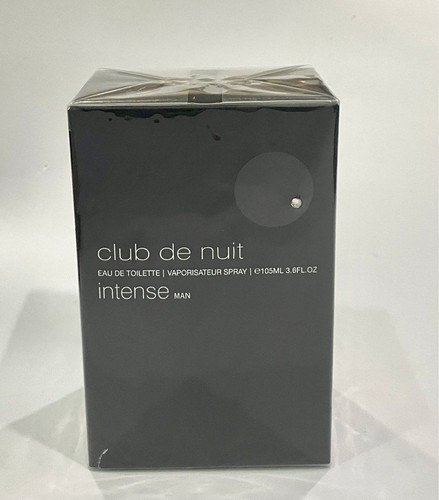 club de nuit
EAU DE TOILETTE | VAPORISATEUR SPRAY | ℮105ML 3.6FL.OZ
intense MAN